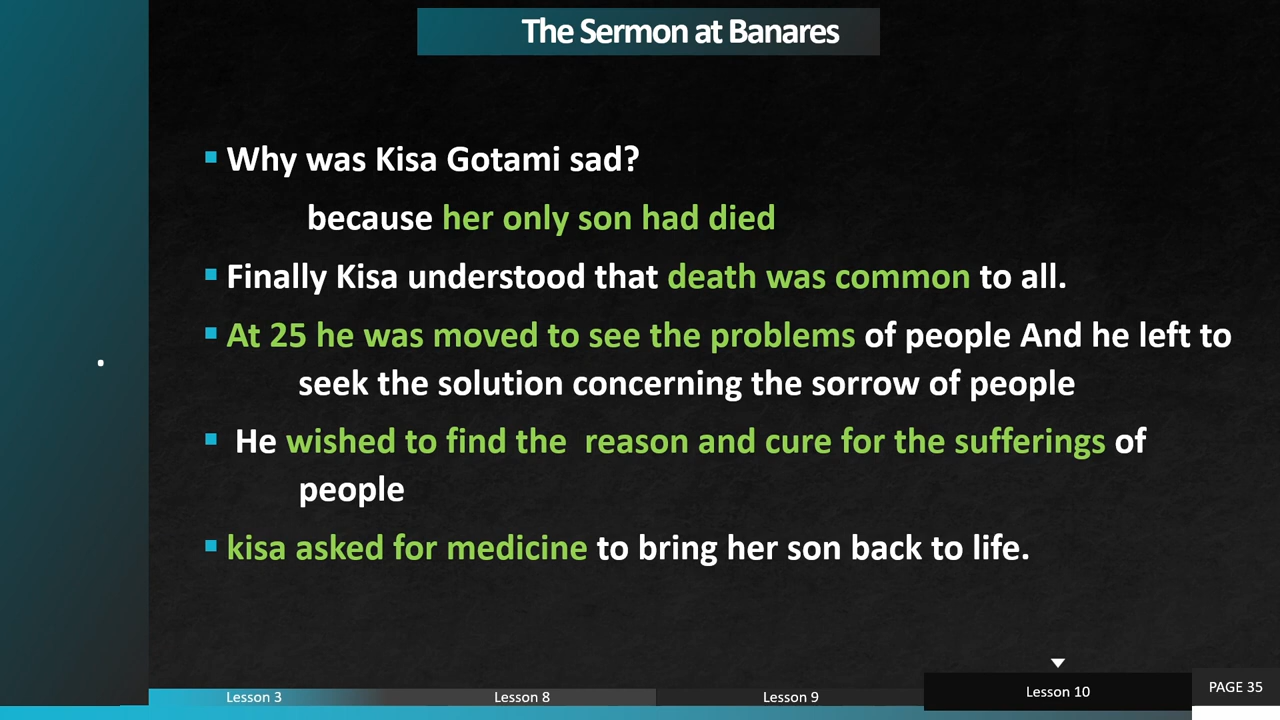 The Sermon at Banares
Why was Kisa Gotami sad?
because her only son had died
Finally Kisa understood that death was common to all.
At 25 he was moved to see the problems of people And he left to
seek the solution concerning the sorrow of people
He wished to find the reason and cure for the sufferings of
people
kisa asked for medicine to bring her son back to life.
.
Lesson 3
Lesson 8
Lesson 9
Lesson 10
PAGE 35